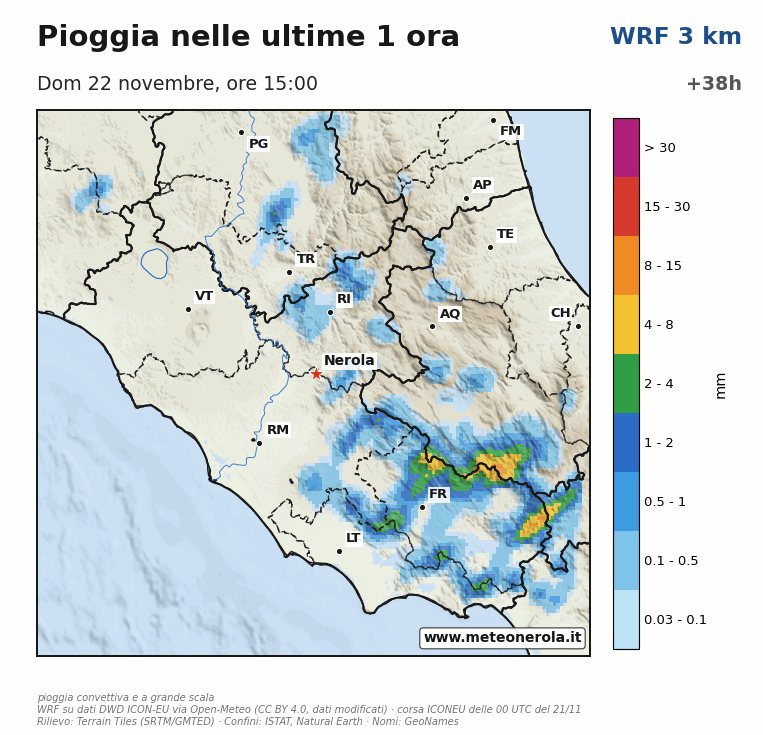 Pioggia nelle ultime 1 ora
WRF 3 km
Dom 22 novembre, ore 15:00
+38h
FM
PG
AP
TE
TR
VT
RI
AQ
CH
Nerola
RM
FR
LT
www.meteonerola.it
> 30
15 - 30
8 - 15
4 - 8
2 - 4
1 - 2
0.5 - 1
0.1 - 0.5
0.03 - 0.1
mm
pioggia convettiva e a grande scala
WRF su dati DWD ICON-EU via Open-Meteo (CC BY 4.0, dati modificati) · corsa ICONEU delle 00 UTC del 21/11
Rilievo: Terrain Tiles (SRTM/GMTED) · Confini: ISTAT, Natural Earth · Nomi: GeoNames